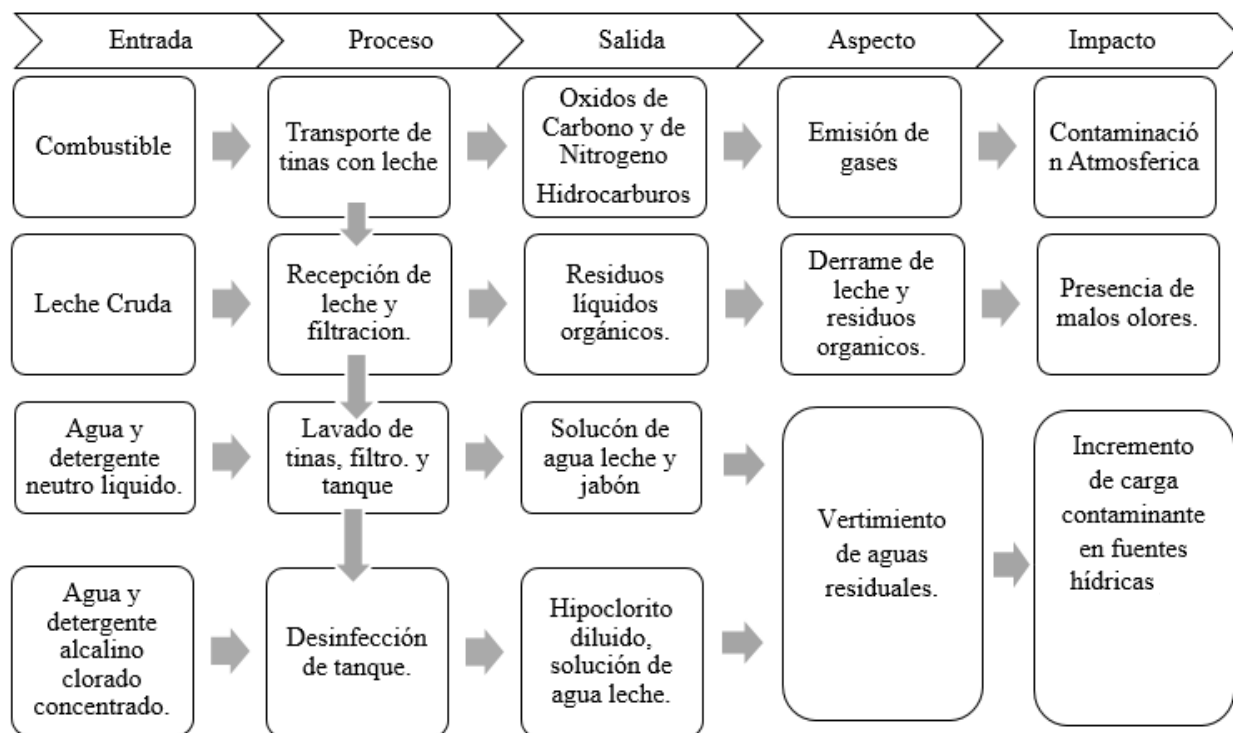 Entrada
Proceso
Salida
Aspecto
Impacto
Combustible
Transporte de
tinas con leche
Oxidos de
Carbono y de
Nitrogeno
Hidrocarburos
Emisión de
gases
Contaminació
n Atmosferica
Leche Cruda
Recepción de
leche y
filtracion.
Residuos
líquidos
orgánicos.
Derrame de
leche y
residuos
organicos.
Presencia de
malos olores.
Agua y
detergente
neutro liquido.
Lavado de
tinas, filtro. y
tanque
Solucón de
agua leche y
jabón
Vertimiento
de aguas
residuales.
Incremento
de carga
contaminante
en fuentes
hídricas
Agua y
detergente
alcalino
clorado
concentrado.
Desinfección
de tanque.
Hipoclorito
diluido,
solución de
agua leche.